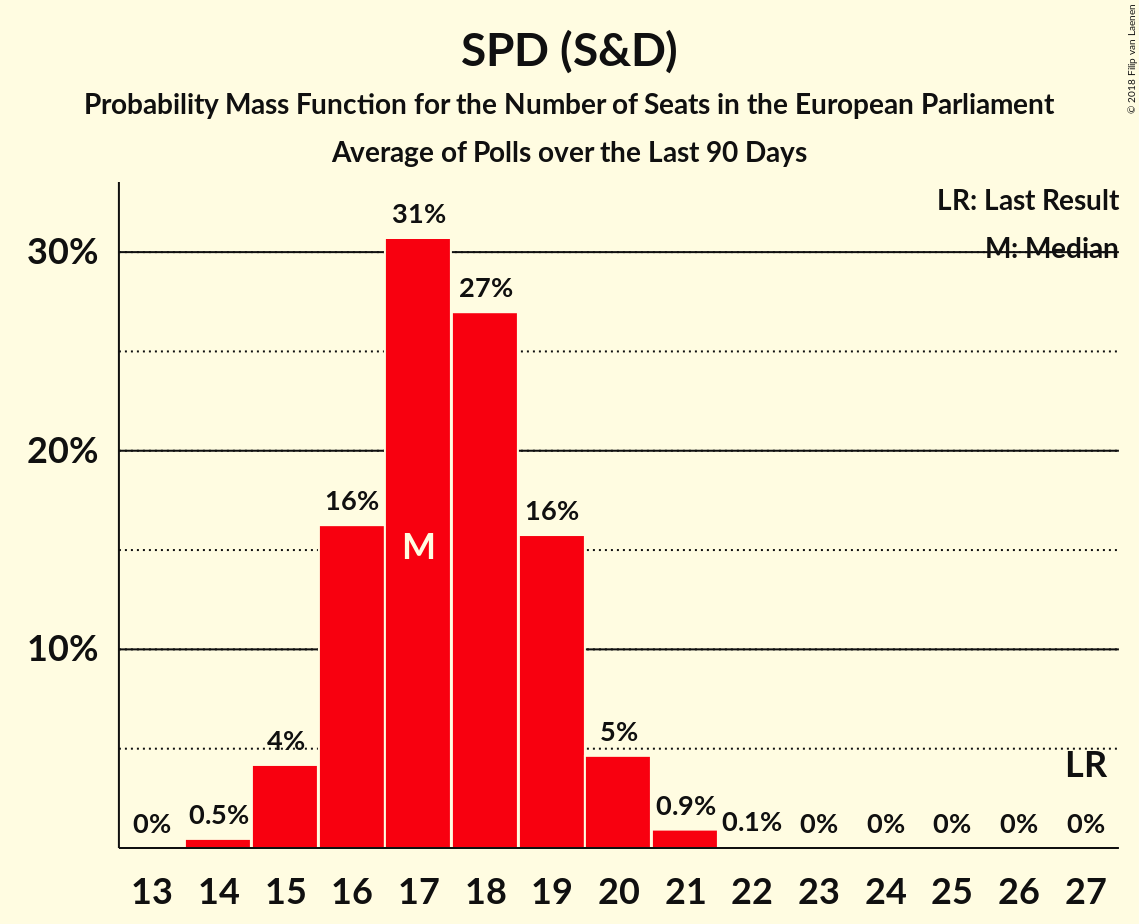 SPD (S&D)
Probability Mass Function for the Number of Seats in the European Parliament
Average of Polls over the Last 90 Days
© 2018 Filip van Laenen
LR: Last Result
M: Median
30%
20%
10%
0%
0.5%
4%
16%
31%
27%
16%
5%
0.9%
0.1%
0%
0%
0%
0%
0%
M
LR
13 14 15 16 17 18 19 20 21 22 23 24 25 26 27